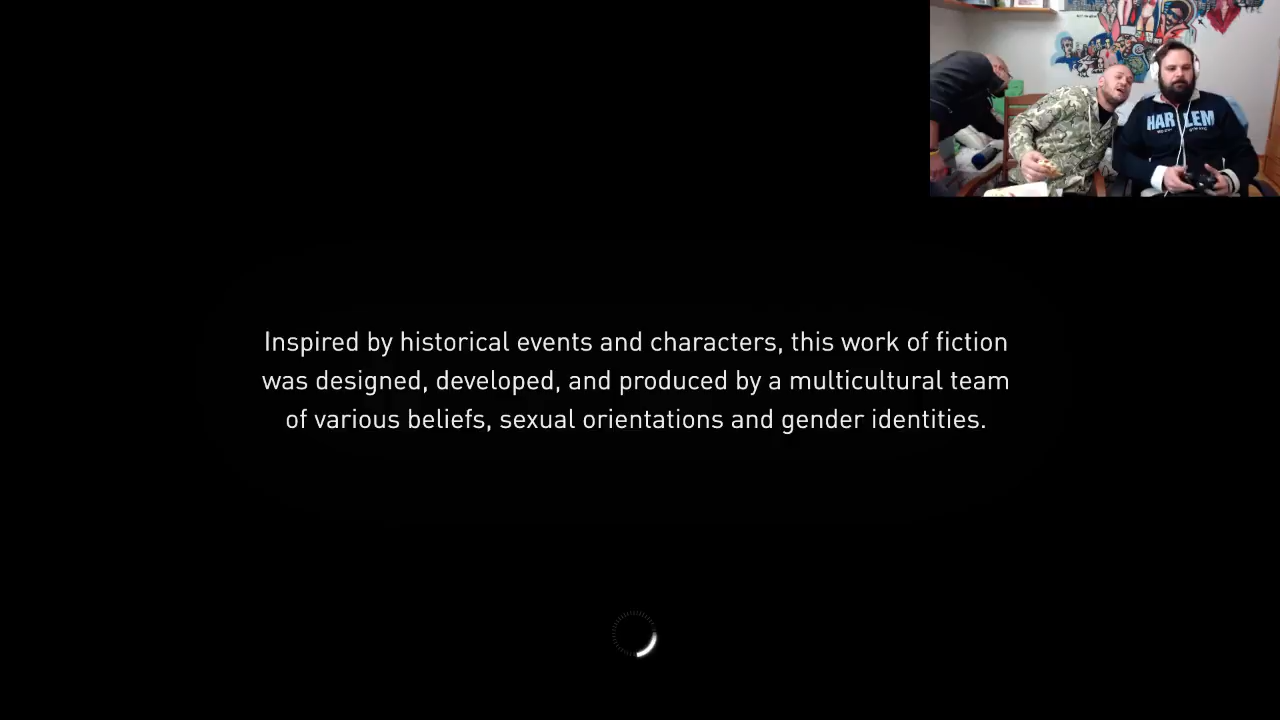 HARLEM
Inspired by historical events and characters, this work of fiction
was designed, developed, and produced by a multicultural team
of various beliefs, sexual orientations and gender identities.